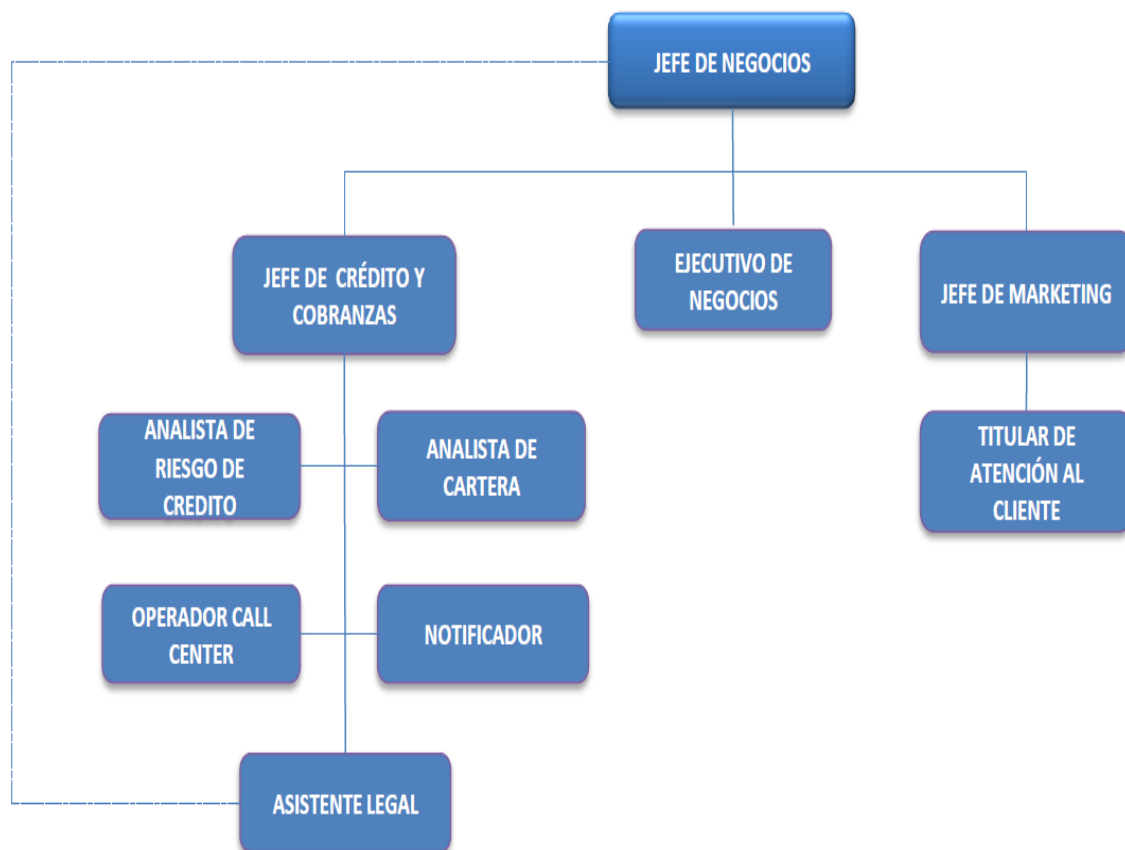 JEFE DE NEGOCIOS
JEFE DE CRÉDITO Y
COBRANZAS
EJECUTIVO DE
NEGOCIOS
JEFE DE MARKETING
ANALISTA DE
RIESGO DE
CREDITO
ANALISTA DE
CARTERA
TITULAR DE
ATENCIÓN AL
CLIENTE
OPERADOR CALL
CENTER
NOTIFICADOR
ASISTENTE LEGAL